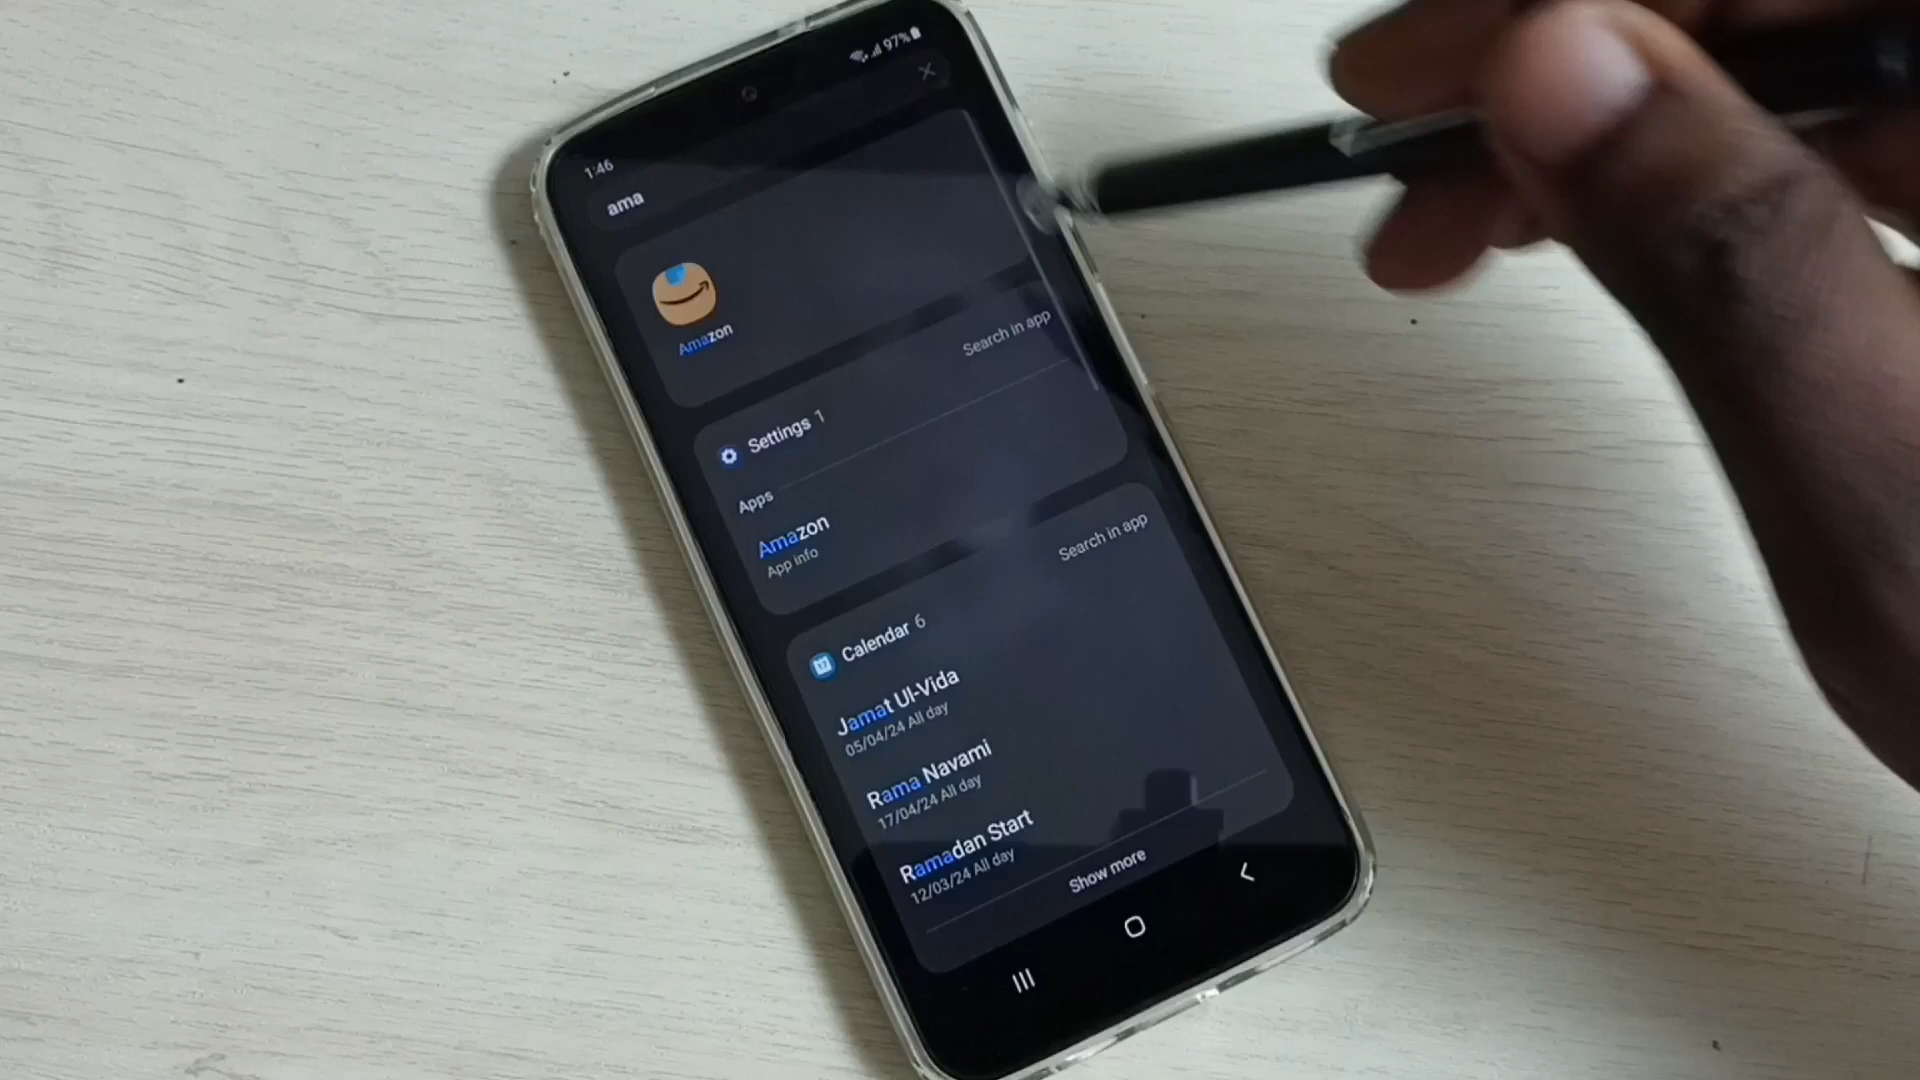 1:46
97%
ama
Amazon
Search in app
Settings 1
Apps
Amazon
App info
Search in app
Calendar 6
Jamat Ul-Vida
05/04/24 All day
Rama Navami
17/04/24 All day
Ramadan Start
12/03/24 All day
Show more